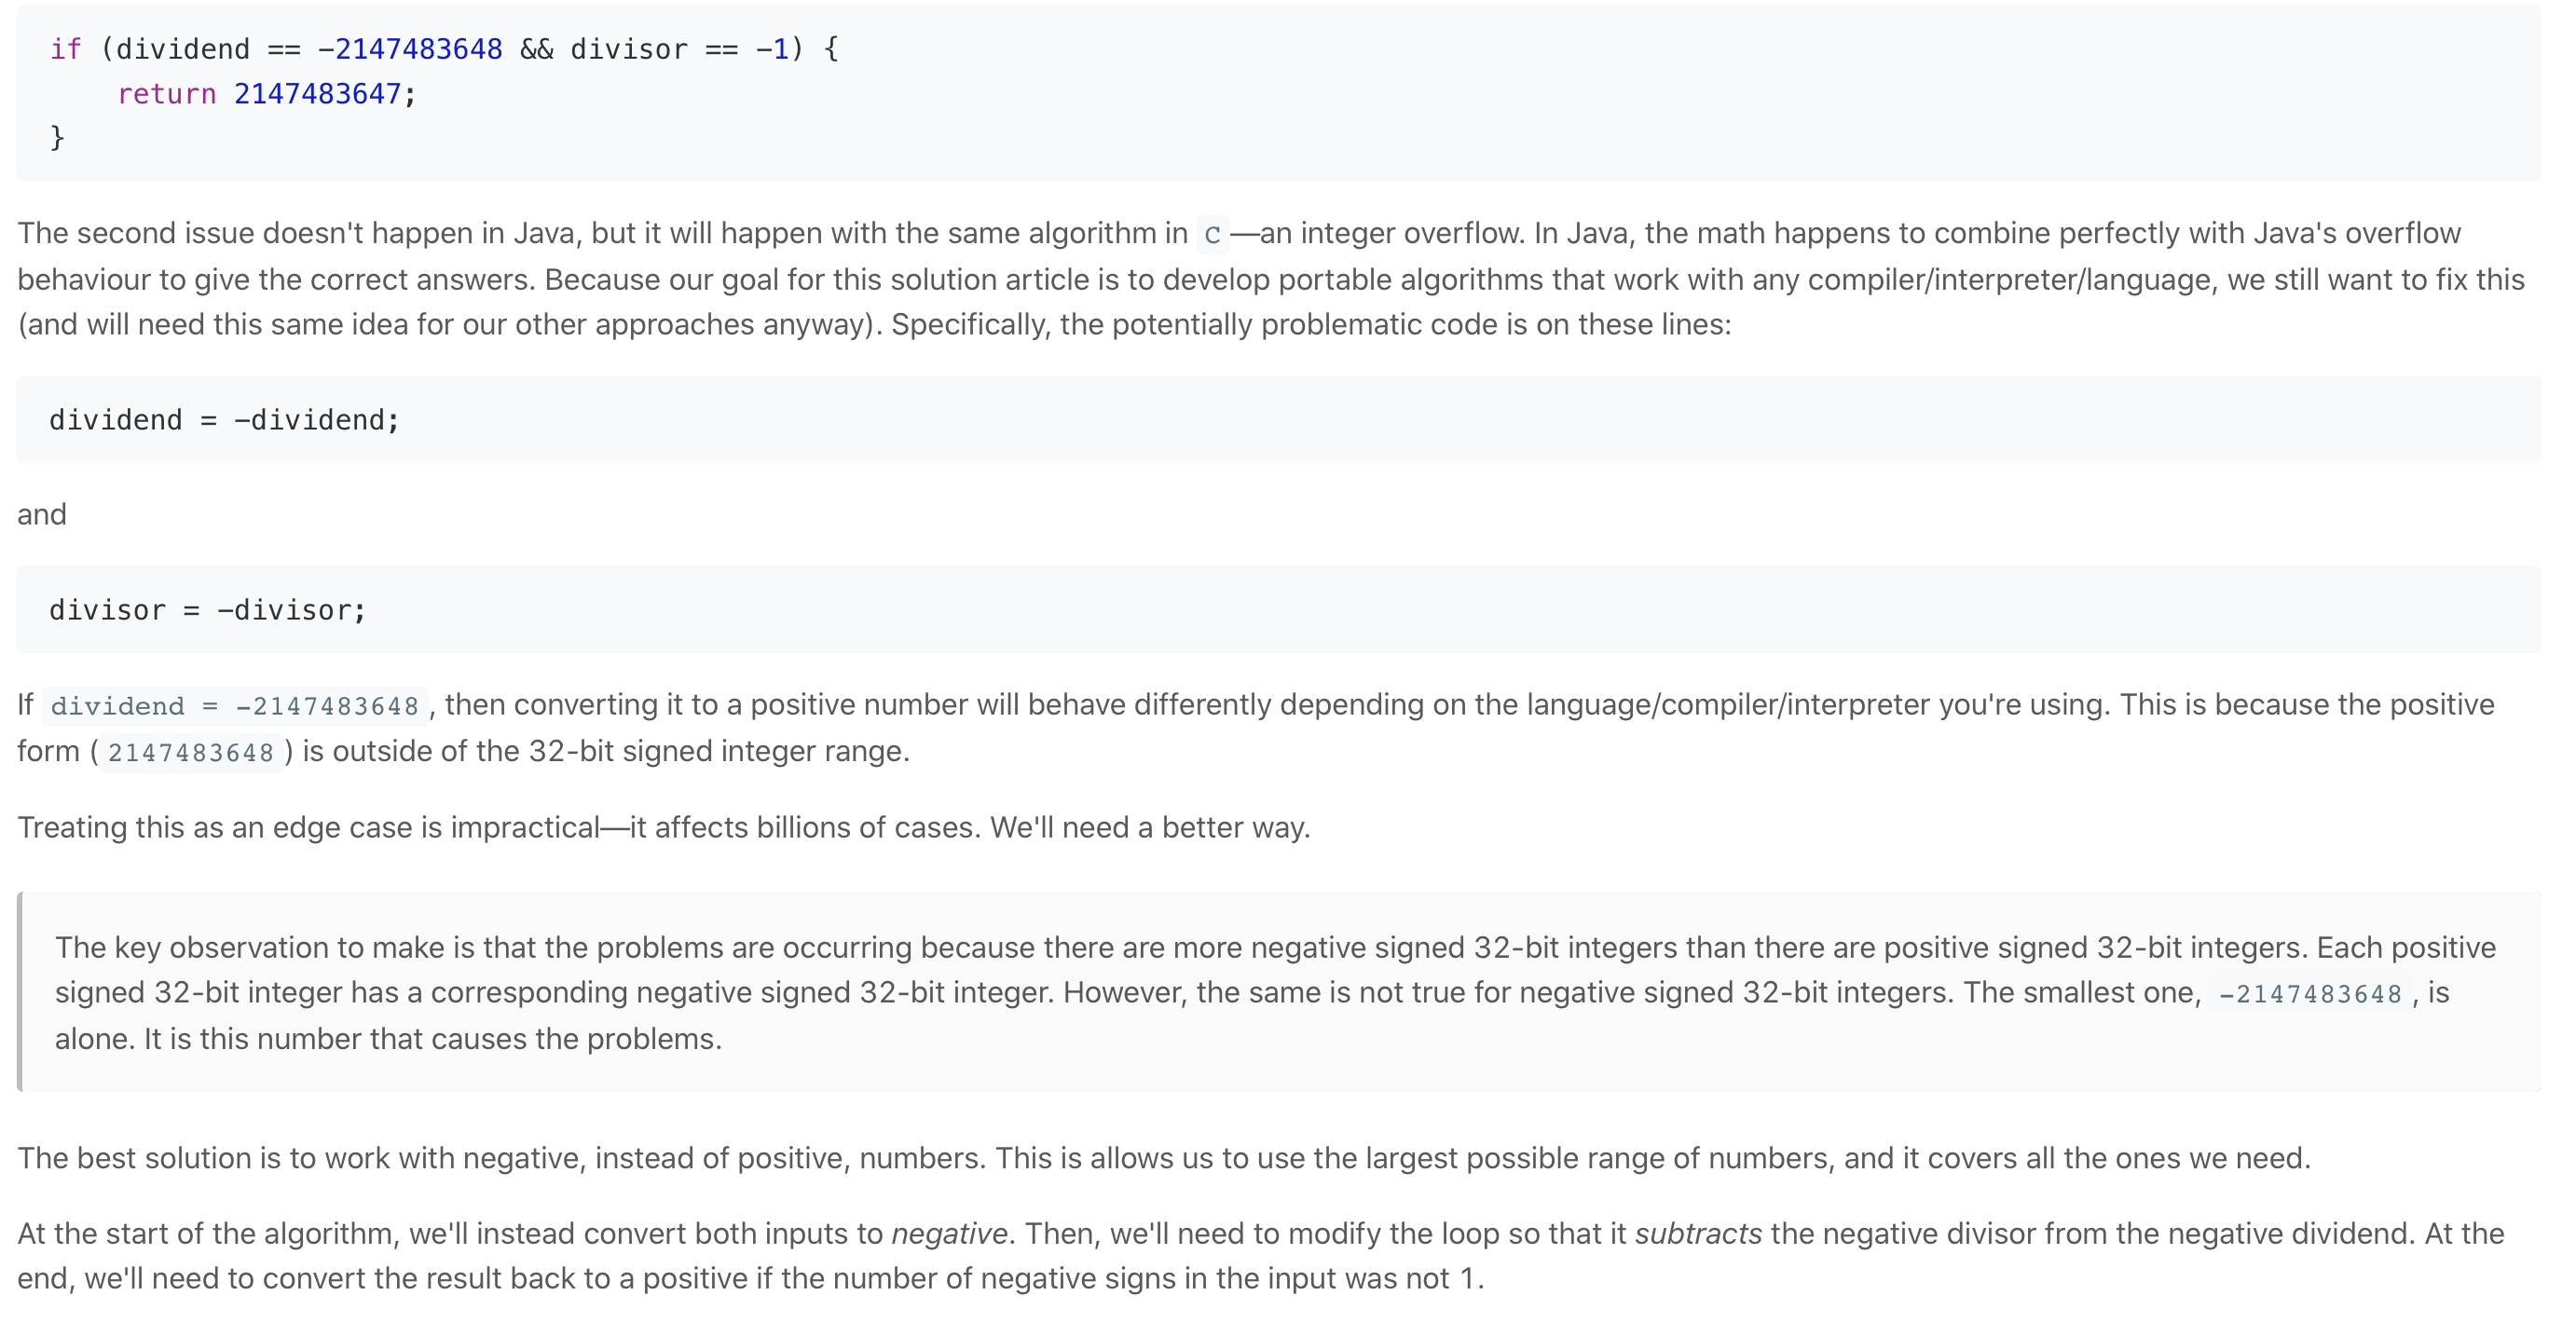 if (dividend == -2147483648 && divisor == -1) {
    return 2147483647;
}
The second issue doesn't happen in Java, but it will happen with the same algorithm in C—an integer overflow. In Java, the math happens to combine perfectly with Java's overflow
behaviour to give the correct answers. Because our goal for this solution article is to develop portable algorithms that work with any compiler/interpreter/language, we still want to fix this
(and will need this same idea for our other approaches anyway). Specifically, the potentially problematic code is on these lines:
dividend = -dividend;
and
divisor = -divisor;
If dividend = -2147483648, then converting it to a positive number will behave differently depending on the language/compiler/interpreter you're using. This is because the positive
form (2147483648) is outside of the 32-bit signed integer range.
Treating this as an edge case is impractical—it affects billions of cases. We'll need a better way.
The key observation to make is that the problems are occurring because there are more negative signed 32-bit integers than there are positive signed 32-bit integers. Each positive
signed 32-bit integer has a corresponding negative signed 32-bit integer. However, the same is not true for negative signed 32-bit integers. The smallest one, -2147483648, is
alone. It is this number that causes the problems.
The best solution is to work with negative, instead of positive, numbers. This is allows us to use the largest possible range of numbers, and it covers all the ones we need.
At the start of the algorithm, we'll instead convert both inputs to negative. Then, we'll need to modify the loop so that it subtracts the negative divisor from the negative dividend. At the
end, we'll need to convert the result back to a positive if the number of negative signs in the input was not 1.